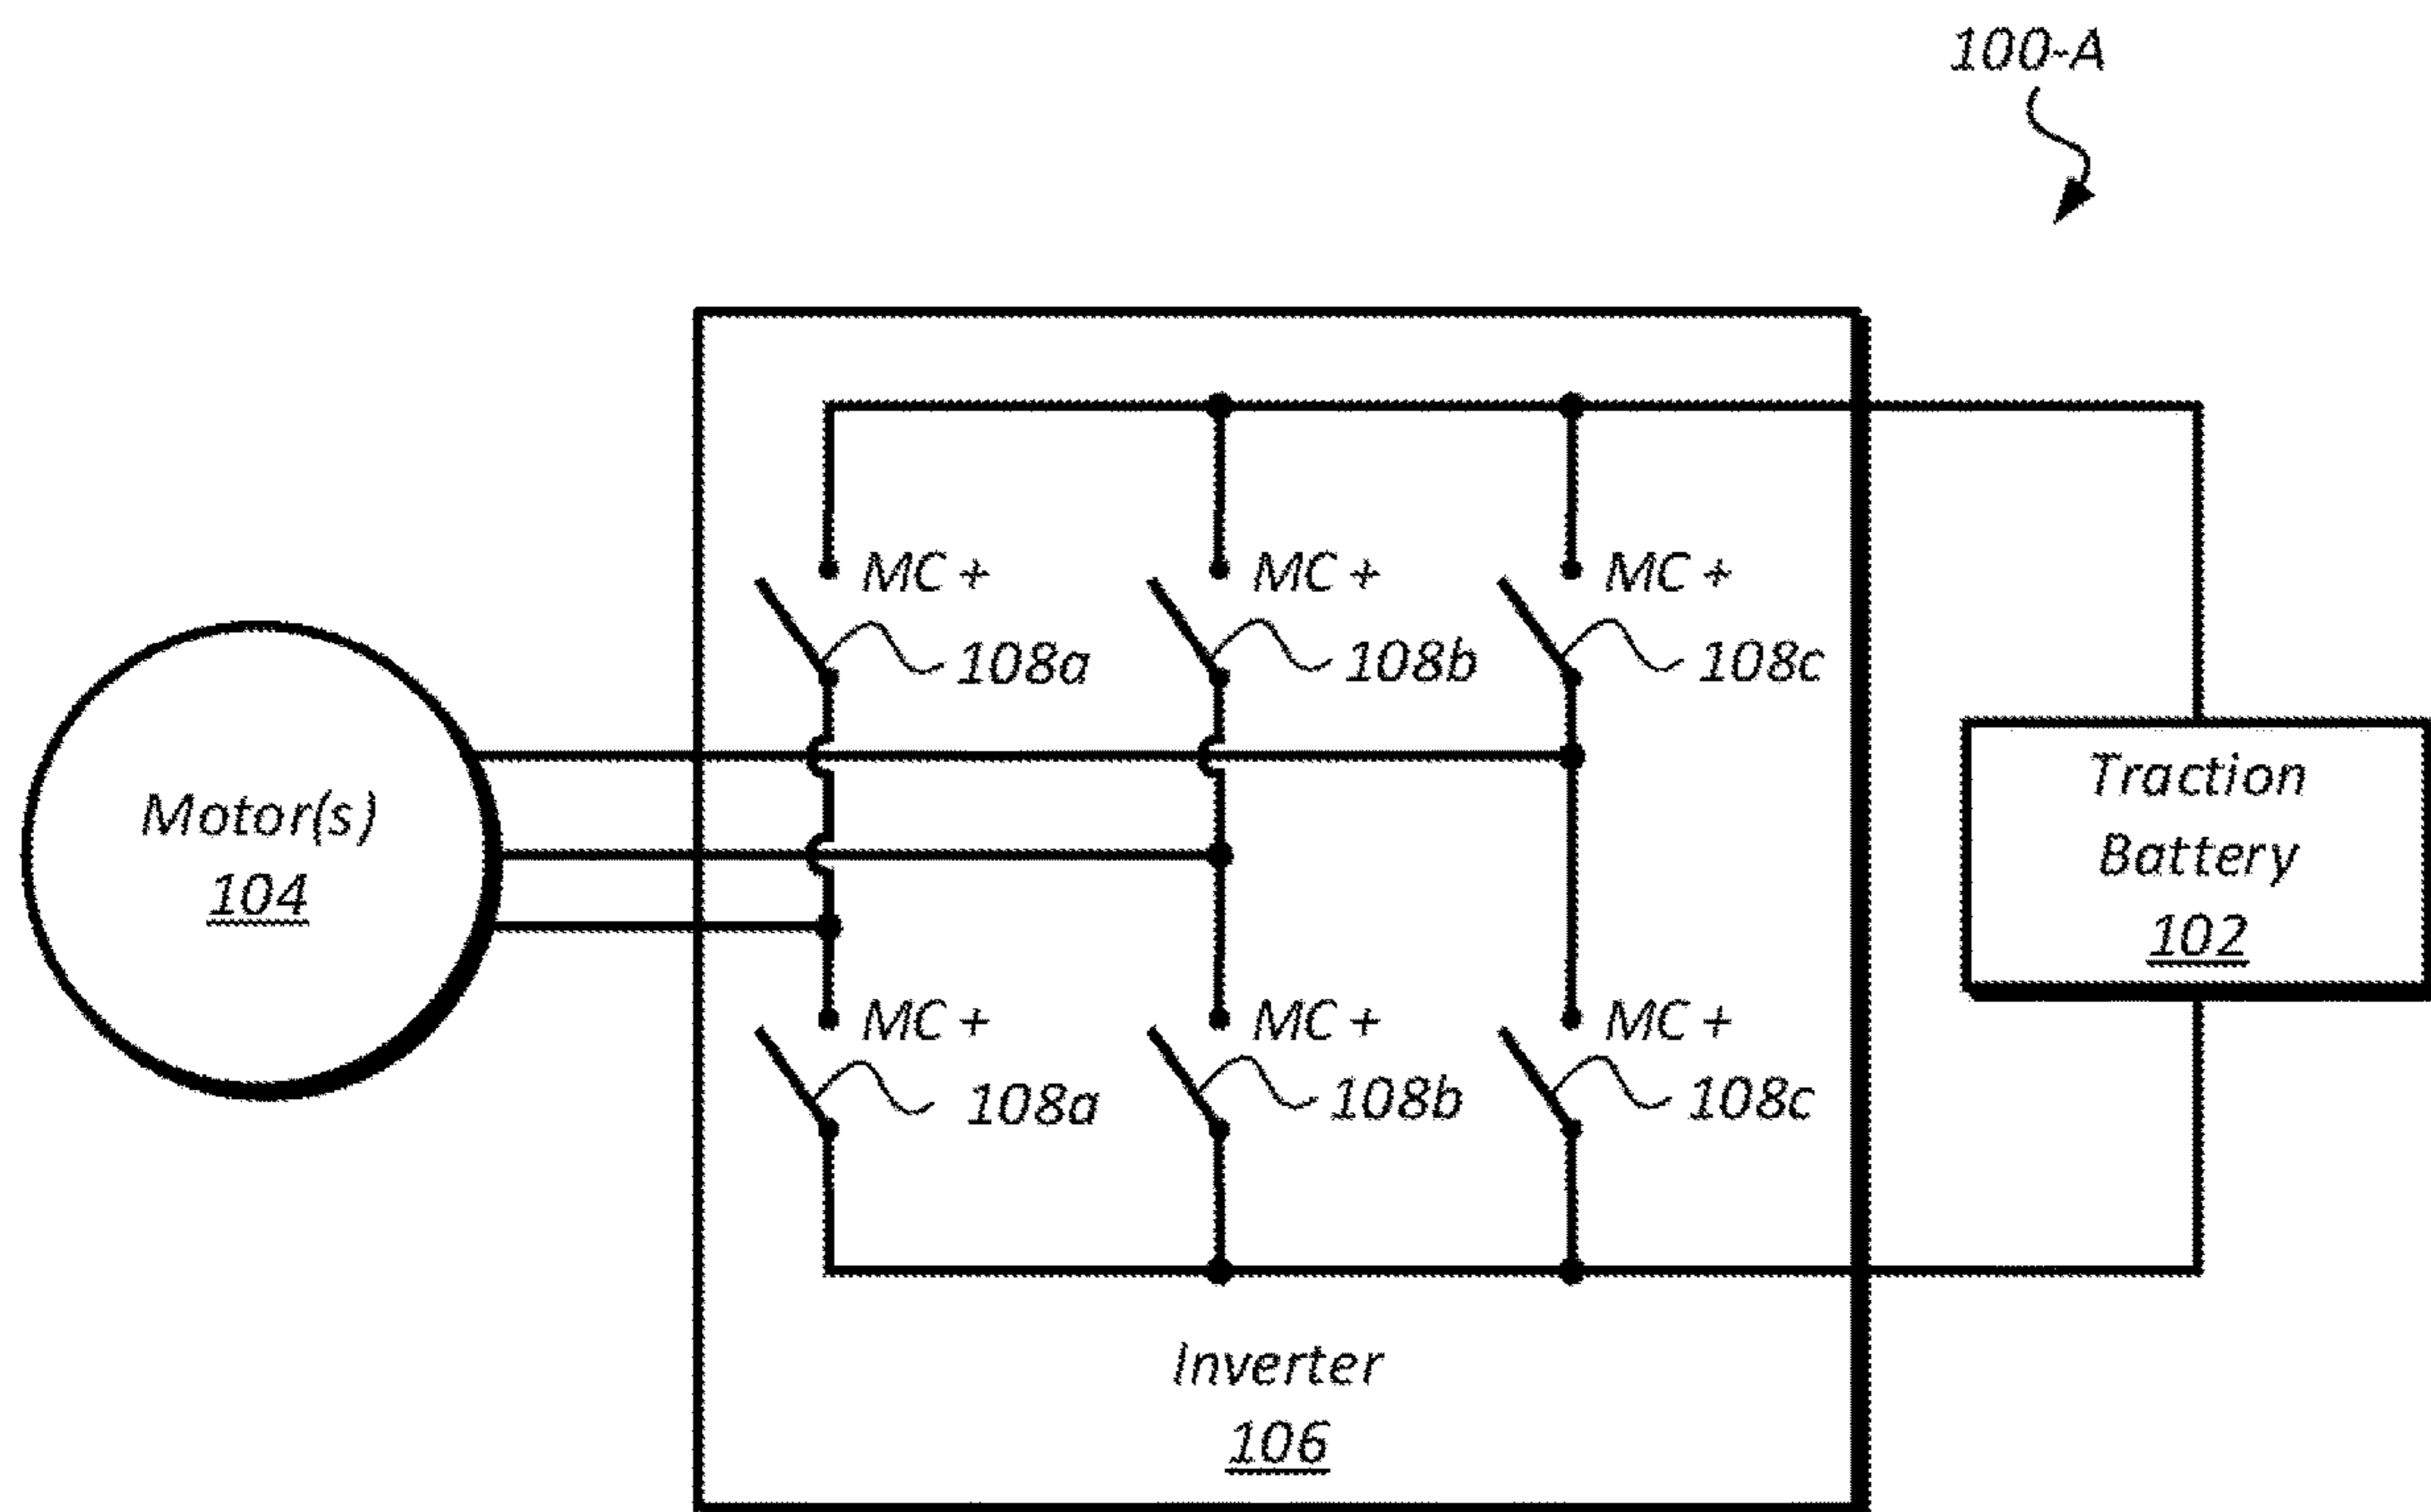 100-A
MC +
MC +
MC +
108a
108b
108c
Motor(s)
104
Traction
Battery
102
MC +
MC +
MC +
108a
108b
108c
Inverter
106